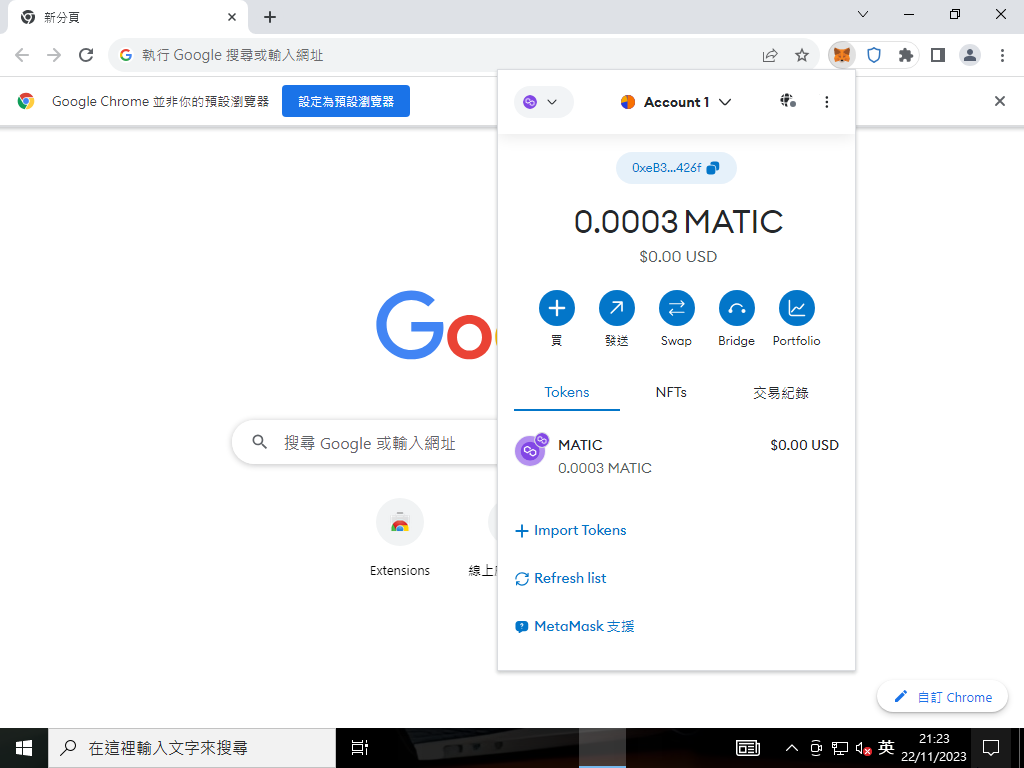 新分頁
執行 Google 搜尋或輸入網址
Google Chrome 並非你的預設瀏覽器
設定為預設瀏覽器
Account 1
0xeB3...426f
0.0003 MATIC
$0.00 USD
買
發送
Swap
Bridge
Portfolio
Tokens
NFTs
交易紀錄
MATIC
$0.00 USD
0.0003 MATIC
Import Tokens
Refresh list
MetaMask 支援
Goo
搜尋 Google 或輸入網址
Extensions
線上
自訂 Chrome
在這裡輸入文字來搜尋
英
21:23
22/11/2023